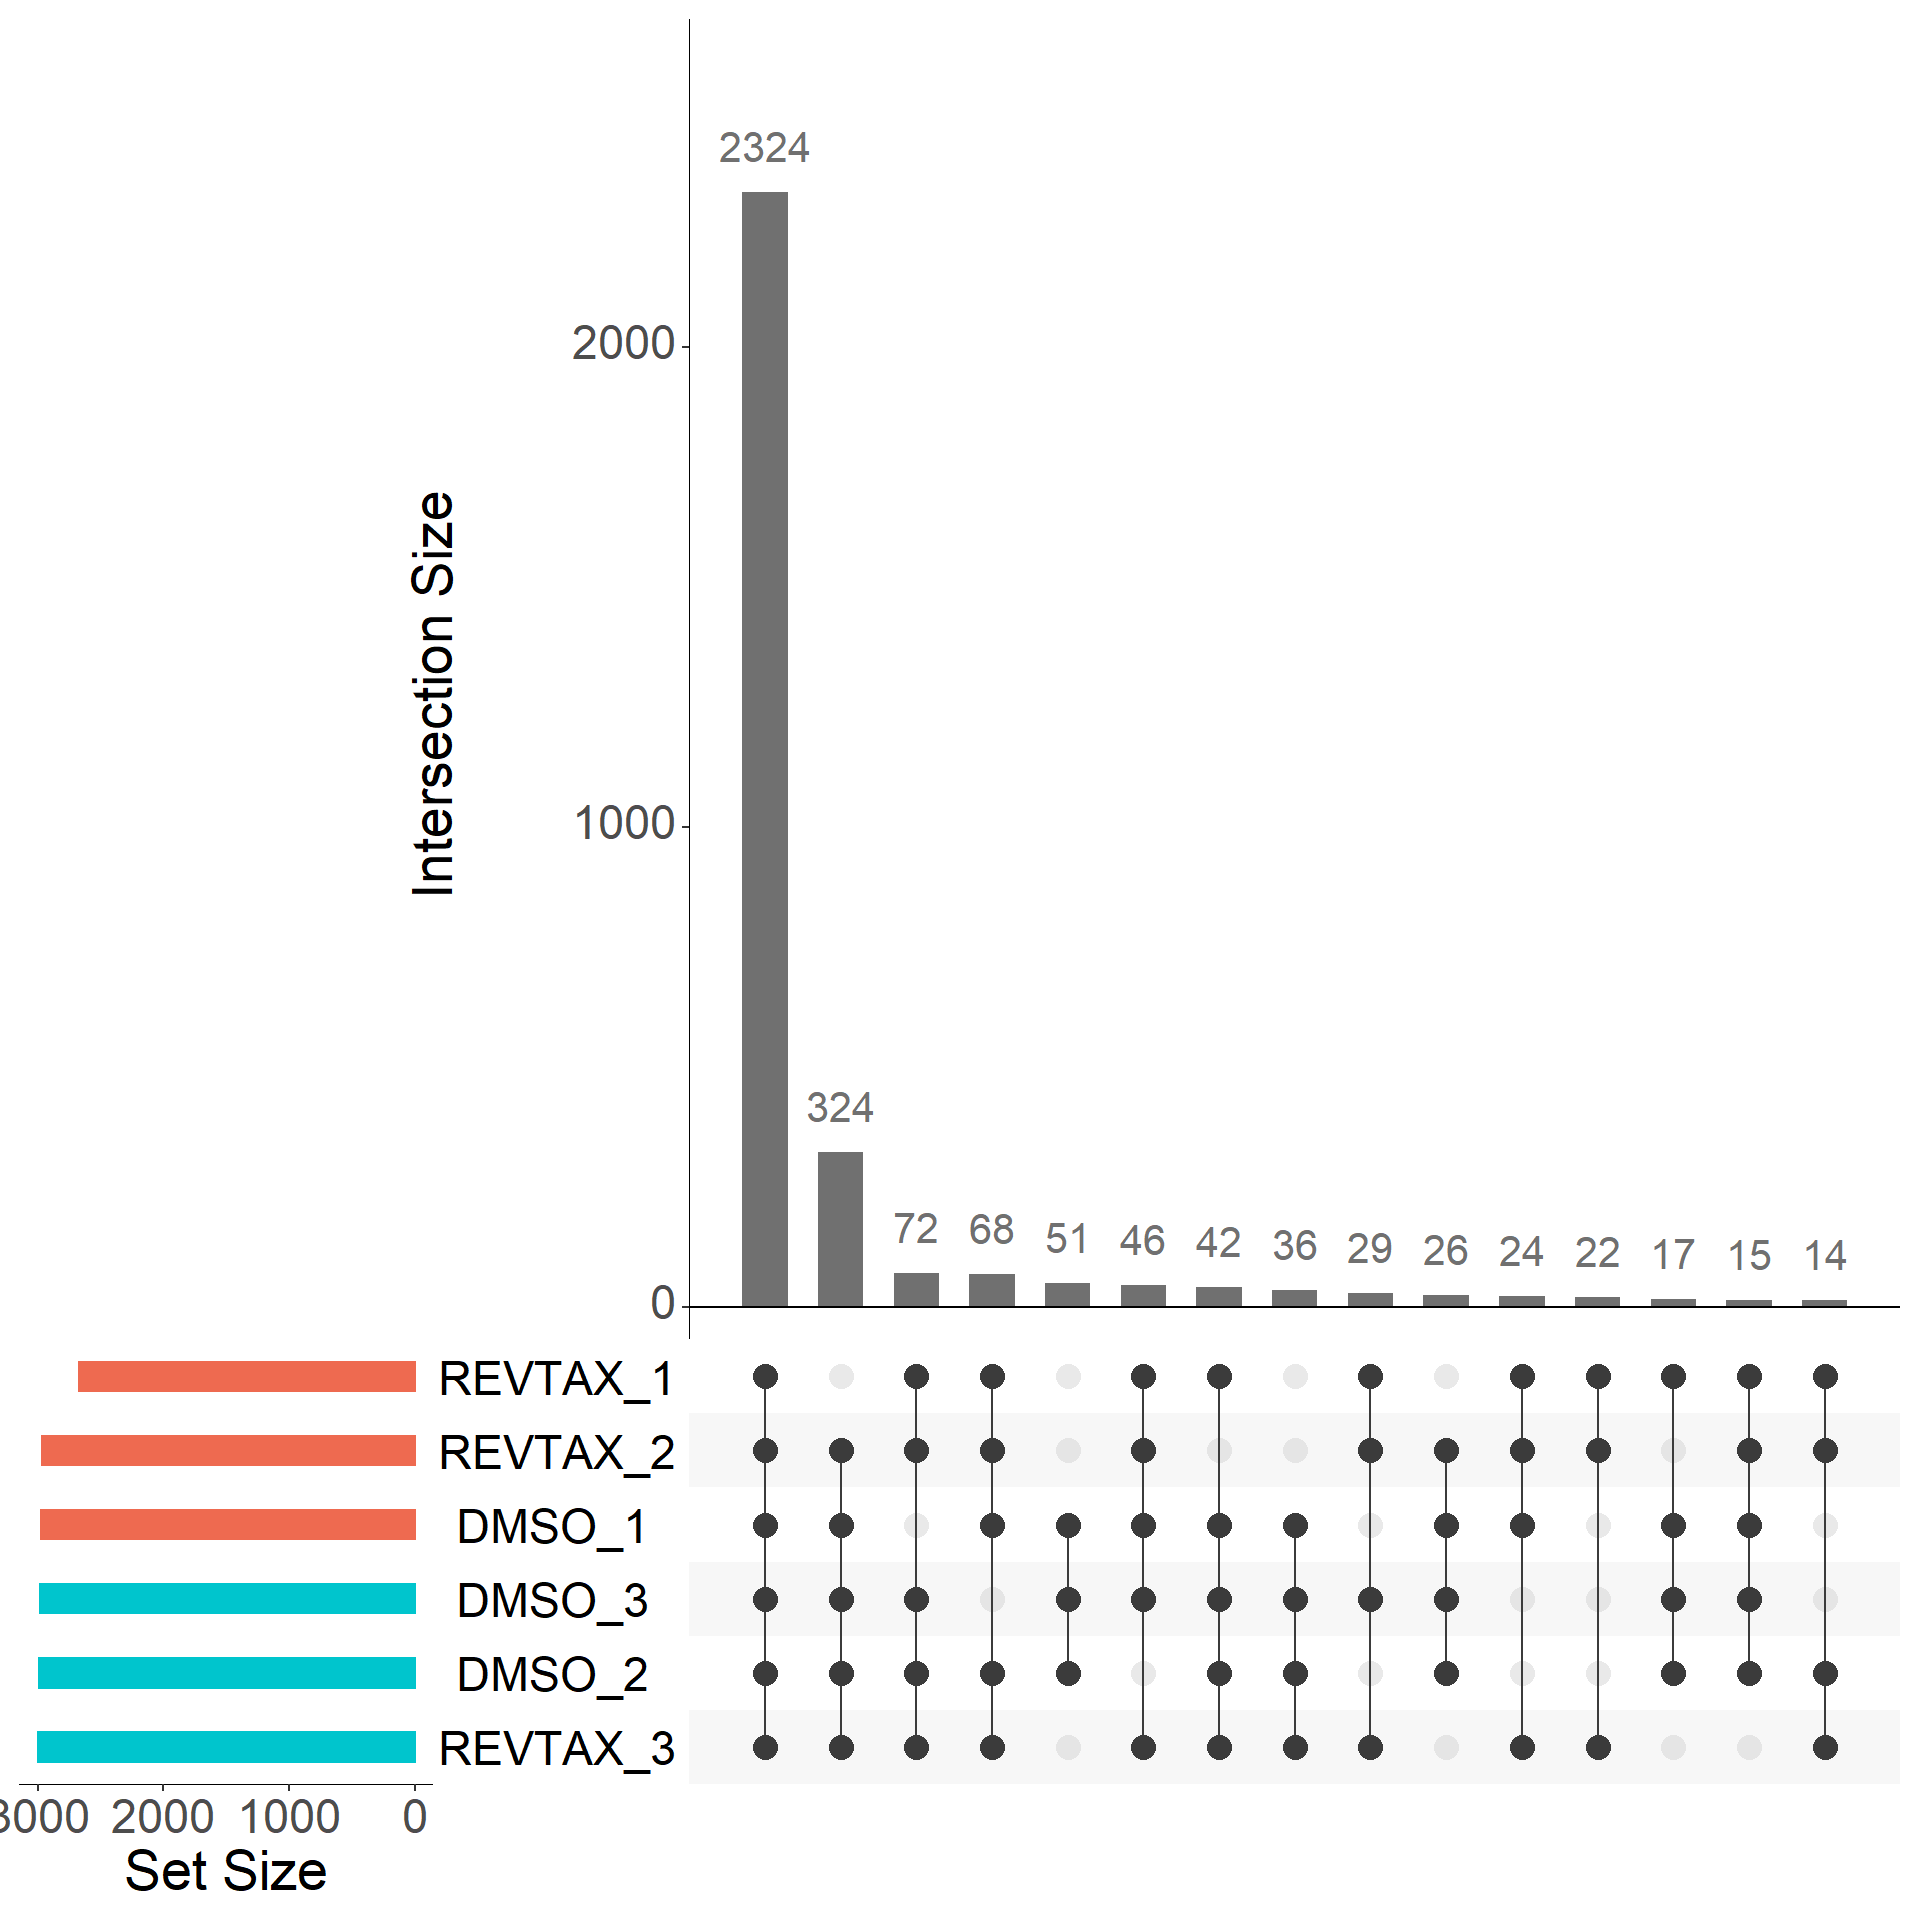 2324
2000
Intersection Size
1000
324
72 68 51 46 42 36 29 26 24 22 17 15 14
0
REVTAX_1
REVTAX_2
DMSO_1
DMSO_3
DMSO_2
REVTAX_3
3000 2000 1000 0
Set Size